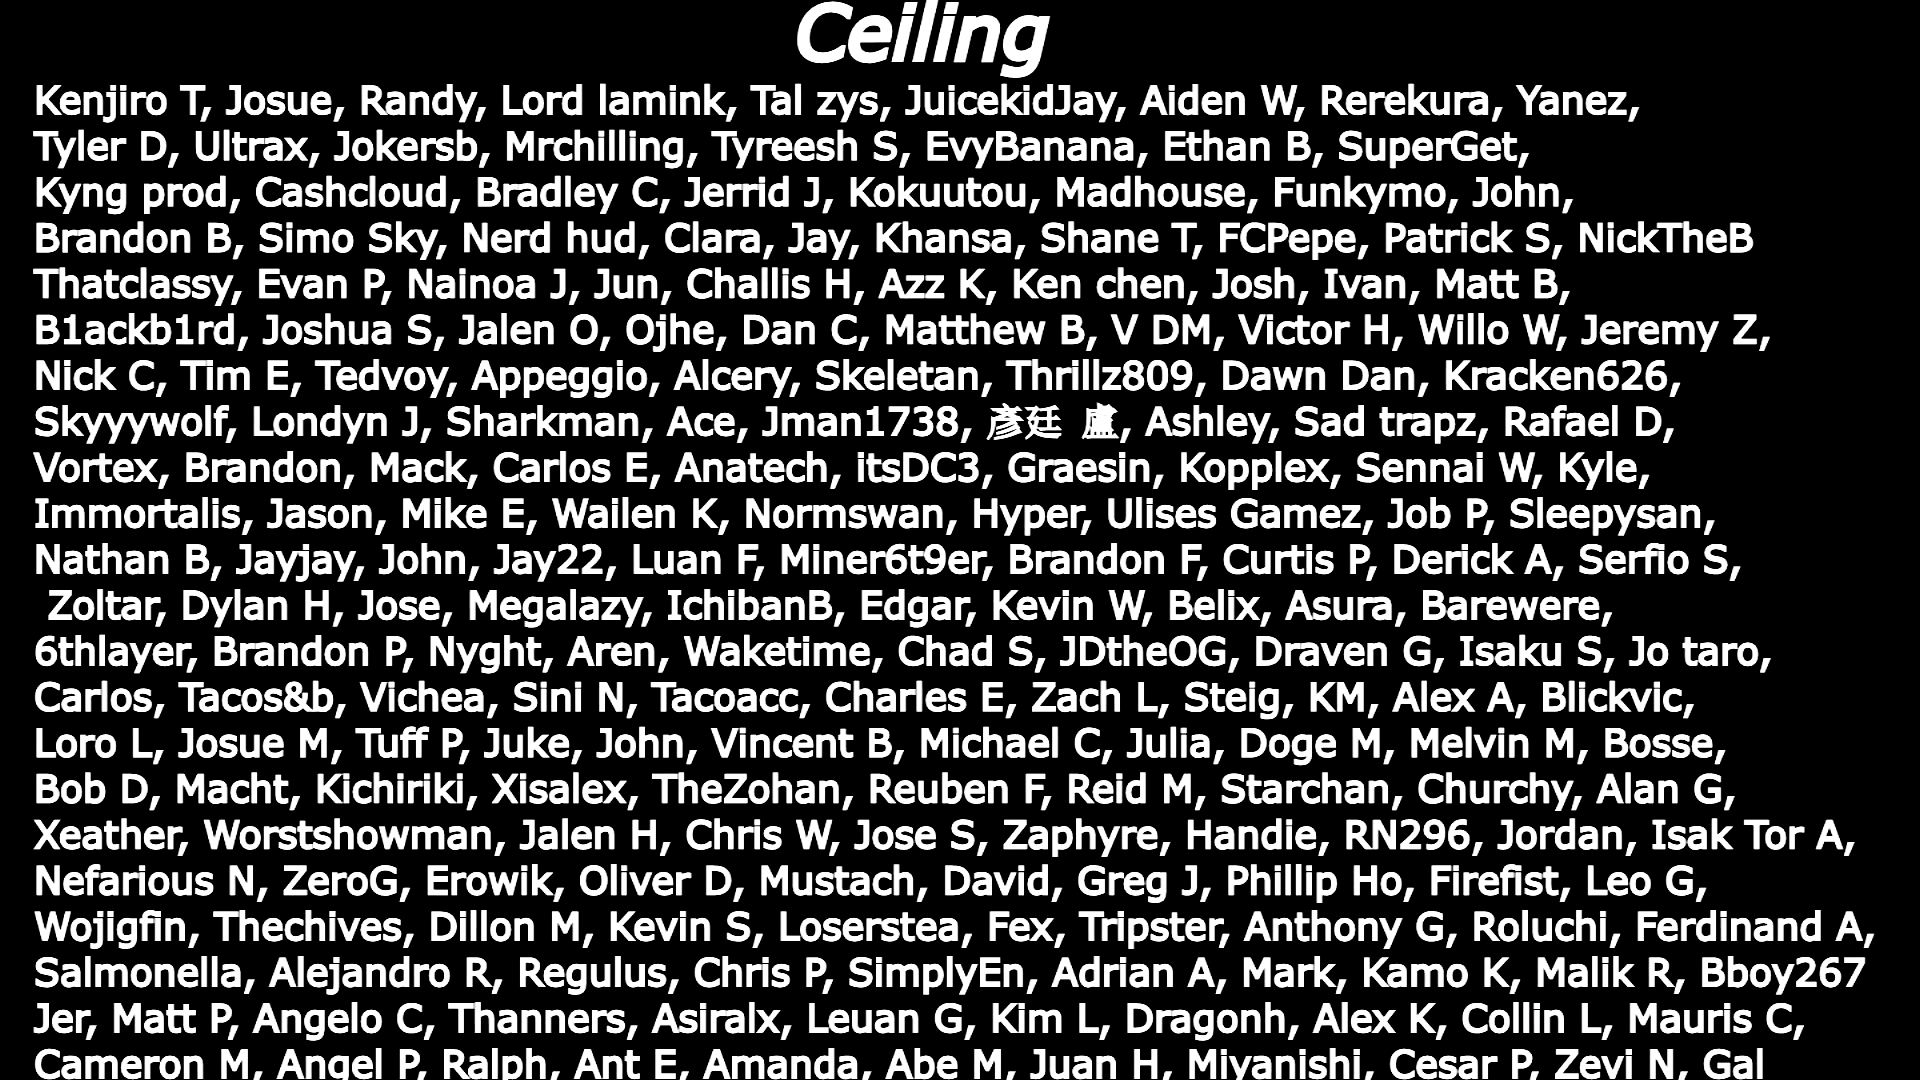 Ceiling
Kenjiro T, Josue, Randy, Lord lamink, Tal zys, JuicekidJay, Aiden W, Rerekura, Yanez,
Tyler D, Ultrax, Jokersb, Mrchilling, Tyreesh S, EvyBanana, Ethan B, SuperGet,
Kyng prod, Cashcloud, Bradley C, Jerrid J, Kokuutou, Madhouse, Funkymo, John,
Brandon B, Simo Sky, Nerd hud, Clara, Jay, Khansa, Shane T, FCPepe, Patrick S, NickTheB
Thatclassy, Evan P, Nainoa J, Jun, Challis H, Azz K, Ken chen, Josh, Ivan, Matt B,
B1ackb1rd, Joshua S, Jalen O, Ojhe, Dan C, Matthew B, V DM, Victor H, Willo W, Jeremy Z,
Nick C, Tim E, Tedvoy, Appeggio, Alcery, Skeletan, Thrillz809, Dawn Dan, Kracken626,
Skyyywolf, Londyn J, Sharkman, Ace, Jman1738, 彥廷 盧, Ashley, Sad trapz, Rafael D,
Vortex, Brandon, Mack, Carlos E, Anatech, itsDC3, Graesin, Kopplex, Sennai W, Kyle,
Immortalis, Jason, Mike E, Wailen K, Normswan, Hyper, Ulises Gamez, Job P, Sleepysan,
Nathan B, Jayjay, John, Jay22, Luan F, Miner6t9er, Brandon F, Curtis P, Derick A, Serfio S,
Zoltar, Dylan H, Jose, Megalazy, IchibanB, Edgar, Kevin W, Belix, Asura, Barewere,
6thlayer, Brandon P, Nyght, Aren, Waketime, Chad S, JDtheOG, Draven G, Isaku S, Jo taro,
Carlos, Tacos&b, Vichea, Sini N, Tacoacc, Charles E, Zach L, Steig, KM, Alex A, Blickvic,
Loro L, Josue M, Tuff P, Juke, John, Vincent B, Michael C, Julia, Doge M, Melvin M, Bosse,
Bob D, Macht, Kichiriki, Xisalex, TheZohan, Reuben F, Reid M, Starchan, Churchy, Alan G,
Xeather, Worstshowman, Jalen H, Chris W, Jose S, Zaphyre, Handie, RN296, Jordan, Isak Tor A,
Nefarious N, ZeroG, Erowik, Oliver D, Mustach, David, Greg J, Phillip Ho, Firefist, Leo G,
Wojigfin, Thechives, Dillon M, Kevin S, Loserstea, Fex, Tripster, Anthony G, Roluchi, Ferdinand A,
Salmonella, Alejandro R, Regulus, Chris P, SimplyEn, Adrian A, Mark, Kamo K, Malik R, Bboy267
Jer, Matt P, Angelo C, Thanners, Asiralx, Leuan G, Kim L, Dragonh, Alex K, Collin L, Mauris C,
Cameron M, Angel P, Ralph, Ant E, Amanda, Abe M, Juan H, Miyanishi, Cesar P, Zevi N, Gal